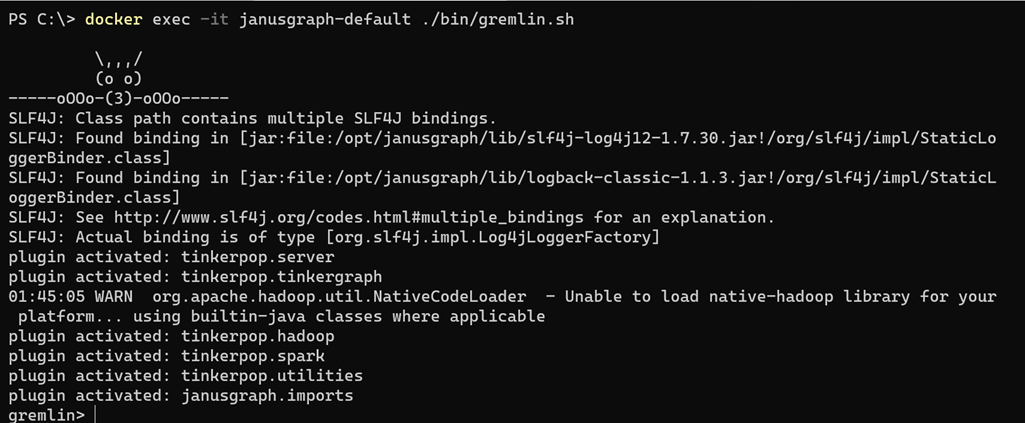 PS C:\> docker exec -it janusgraph-default ./bin/gremlin.sh
         \,,,/
         (o o)
-----oOOo-(3)-oOOo-----
SLF4J: Class path contains multiple SLF4J bindings.
SLF4J: Found binding in [jar:file:/opt/janusgraph/lib/slf4j-log4j12-1.7.30.jar!/org/slf4j/impl/StaticLo
ggerBinder.class]
SLF4J: Found binding in [jar:file:/opt/janusgraph/lib/logback-classic-1.1.3.jar!/org/slf4j/impl/StaticL
oggerBinder.class]
SLF4J: See http://www.slf4j.org/codes.html#multiple_bindings for an explanation.
SLF4J: Actual binding is of type [org.slf4j.impl.Log4jLoggerFactory]
plugin activated: tinkerpop.server
plugin activated: tinkerpop.tinkergraph
01:45:05 WARN  org.apache.hadoop.util.NativeCodeLoader  - Unable to load native-hadoop library for your
 platform... using builtin-java classes where applicable
plugin activated: tinkerpop.hadoop
plugin activated: tinkerpop.spark
plugin activated: tinkerpop.utilities
plugin activated: janusgraph.imports
gremlin>